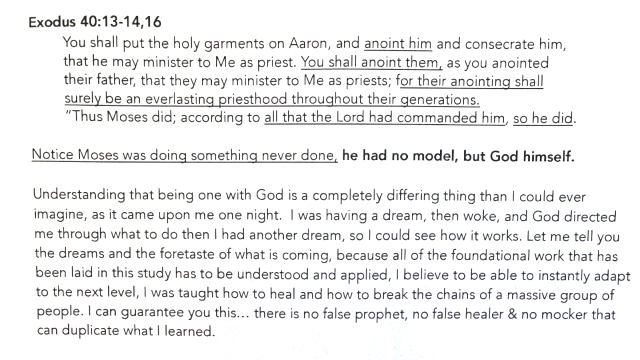 Exodus 40:13-14,16
You shall put the holy garments on Aaron, and anoint him and consecrate him,
that he may minister to Me as priest. You shall anoint them, as you anointed
their father, that they may minister to Me as priests; for their anointing shall
surely be an everlasting priesthood throughout their generations.
“Thus Moses did; according to all that the Lord had commanded him, so he did.
Notice Moses was doing something never done, he had no model, but God himself.
Understanding that being one with God is a completely differing thing than I could ever
imagine, as it came upon me one night. I was having a dream, then woke, and God directed
me through what to do then I had another dream, so I could see how it works. Let me tell you
the dreams and the foretaste of what is coming, because all of the foundational work that has
been laid in this study has to be understood and applied, I believe to be able to instantly adapt
to the next level, I was taught how to heal and how to break the chains of a massive group of
people. I can guarantee you this... there is no false prophet, no false healer & no mocker that
can duplicate what I learned.